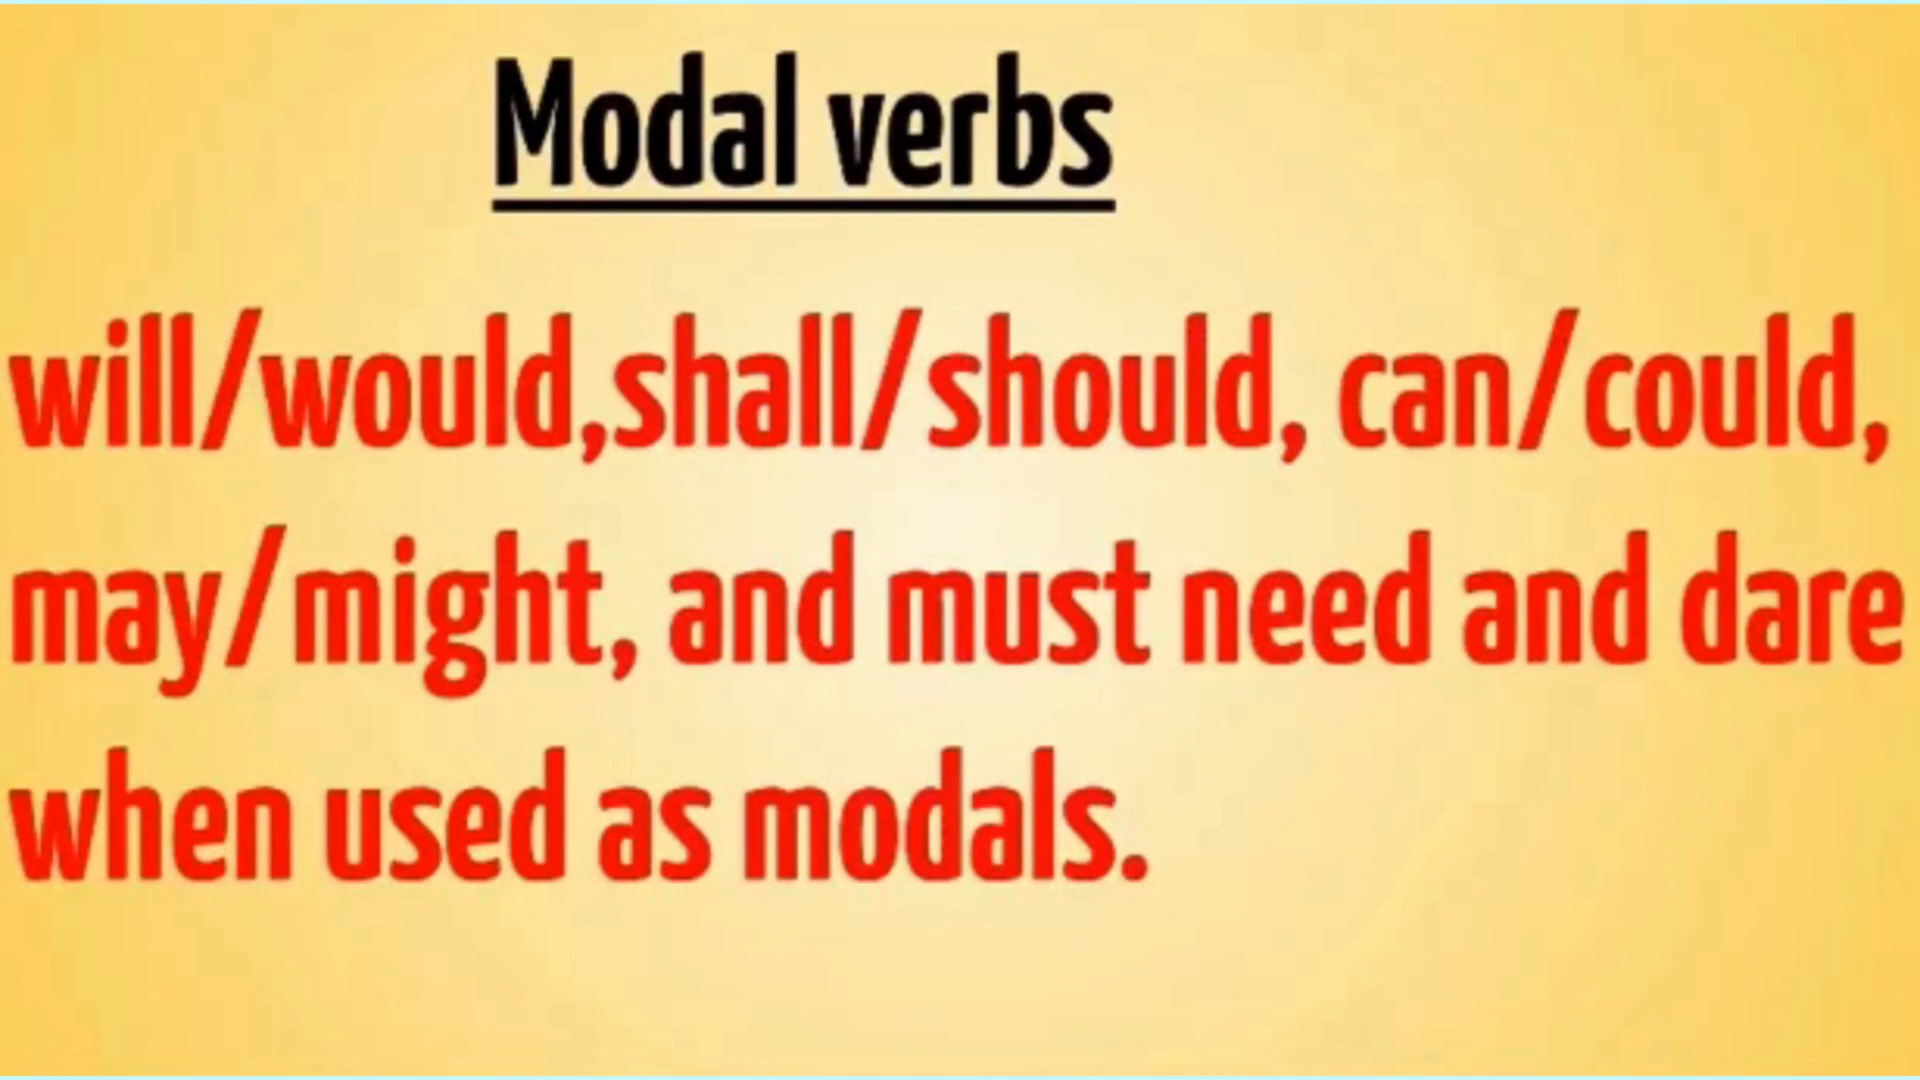 Modal verbs
will/would,shall/should, can/could,
may/might, and must need and dare
when used as modals.